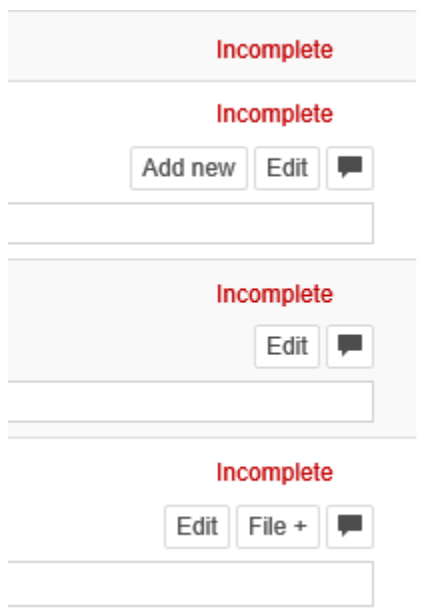 Incomplete
Incomplete
Add new Edit
Incomplete
Edit
Incomplete
Edit File +